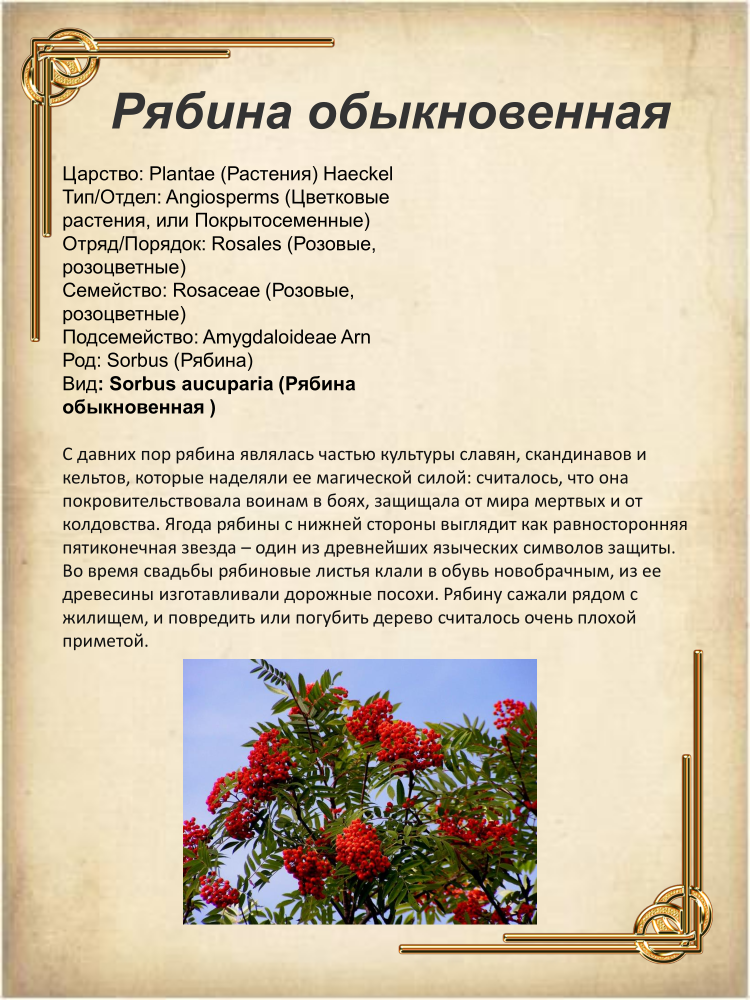 Рябина обыкновенная
Царство: Plantae (Растения) Haeckel
Тип/Отдел: Angiosperms (Цветковые
растения, или Покрытосеменные)
Отряд/Порядок: Rosales (Розовые,
розоцветные)
Семейство: Rosaceae (Розовые,
розоцветные)
Подсемейство: Amygdaloideae Arn
Род: Sorbus (Рябина)
Вид: Sorbus aucuparia (Рябина
обыкновенная )
С давних пор рябина являлась частью культуры славян, скандинавов и
кельтов, которые наделяли ее магической силой: считалось, что она
покровительствовала воинам в боях, защищала от мира мертвых и от
колдовства. Ягода рябины с нижней стороны выглядит как равносторонняя
пятиконечная звезда – один из древнейших языческих символов защиты.
Во время свадьбы рябиновые листья клали в обувь новобрачным, из ее
древесины изготавливали дорожные посохи. Рябину сажали рядом с
жилищем, и повредить или погубить дерево считалось очень плохой
приметой.